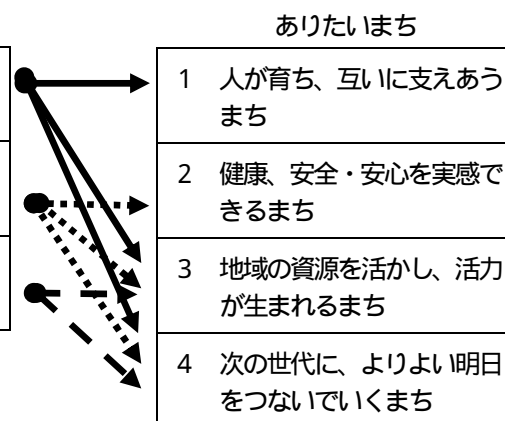 ありたいまち
1 人が育ち、互いに支えあう
まち
2 健康、安全・安心を実感で
きるまち
3 地域の資源を活かし、活力
が生まれるまち
4 次の世代に、よりよい明日
をつないでいくまち